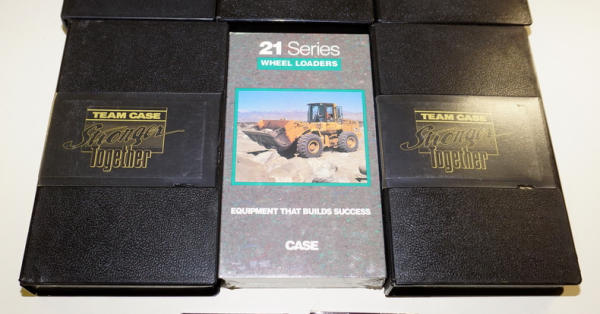 TEAM CASE
Stronger
Together
21 Series
WHEEL LOADERS
EQUIPMENT THAT BUILDS SUCCESS
CASE
TEAM CASE
Stronger
Together